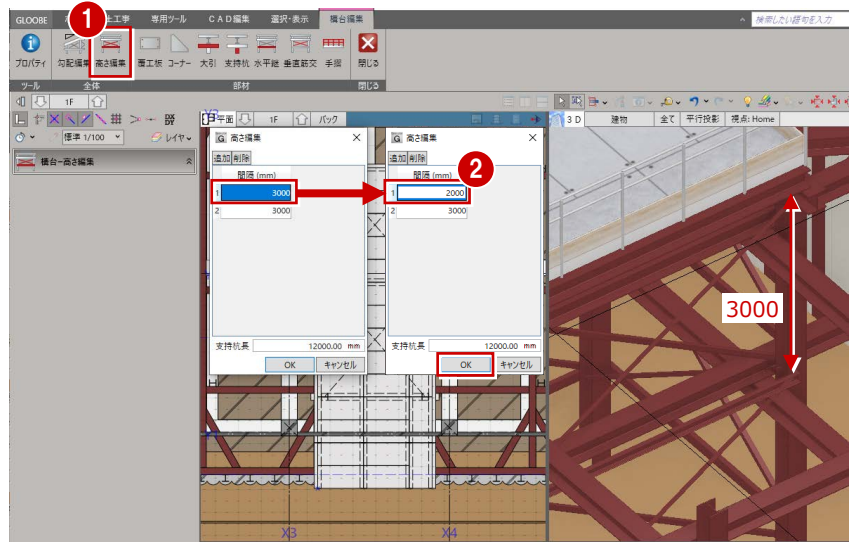 GLOOBE 土工事 専用ツール CAD編集 選択・表示 構台編集 検索したい語句を入力
1
プロパティ 勾配編集 高さ編集 覆工板 コーナー 大引 支持杭 水平継 垂直筋交 手摺 閉じる
ツール 全体 部材 閉じる
1F
平面 1F バック 3D 建物 全て 平行投影 視点: Home
標準 1/100 レイヤ
構台-高さ編集
G 高さ編集
追加 削除
間隔 (mm)
1 3000
2 3000
支持杭長 12000.00 mm
OK キャンセル
G 高さ編集
追加 削除
2
間隔 (mm)
1 2000
2 3000
支持杭長 12000.00 mm
OK キャンセル
3000
X3 X4